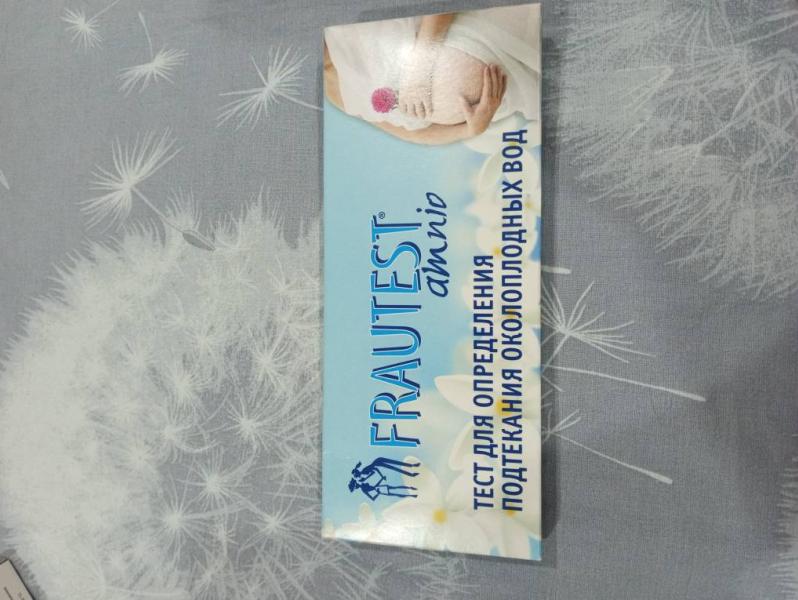 FRAUTEST®
amnio
ТЕСТ ДЛЯ ОПРЕДЕЛЕНИЯ
ПОДТЕКАНИЯ ОКОЛОПЛОДНЫХ ВОД